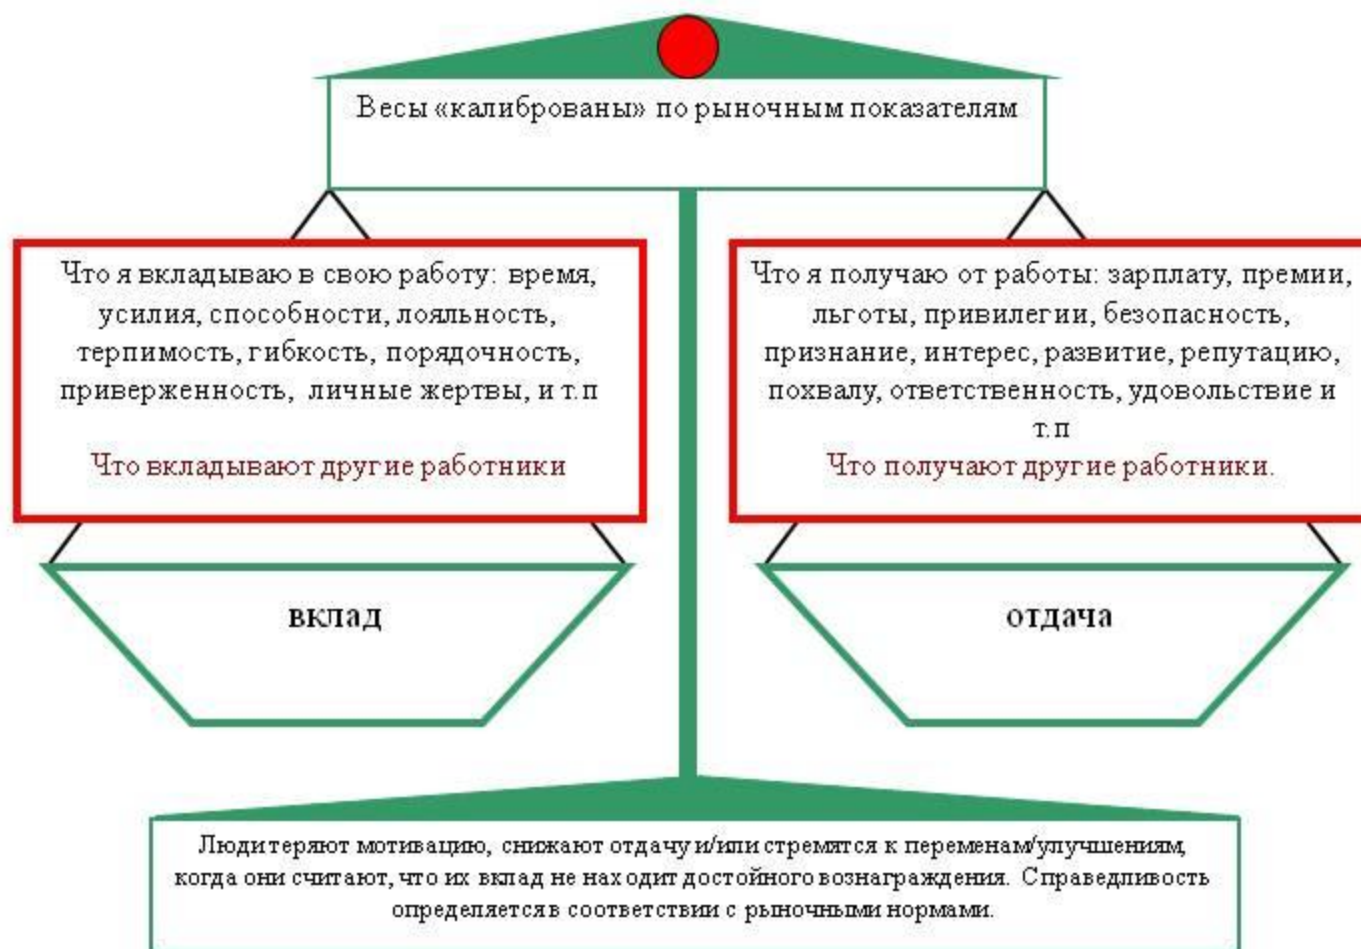 Весы «калиброваны» по рыночным показателям
Что я вкладываю в свою работу: время,
усилия, способности, лояльность,
терпимость, гибкость, порядочность,
приверженность, личные жертвы, и т.п
Что вкладывают другие работники
Что я получаю от работы: зарплату, премии,
льготы, привилегии, безопасность,
признание, интерес, развитие, репутацию,
похвалу, ответственность, удовольствие и
т.п
Что получают другие работники.
вклад
отдача
Люди теряют мотивацию, снижают отдачу и/или стремятся к переменам/улучшениям,
когда они считают, что их вклад не находит достойного вознаграждения. Справедливость
определяется в соответствии с рыночными нормами.